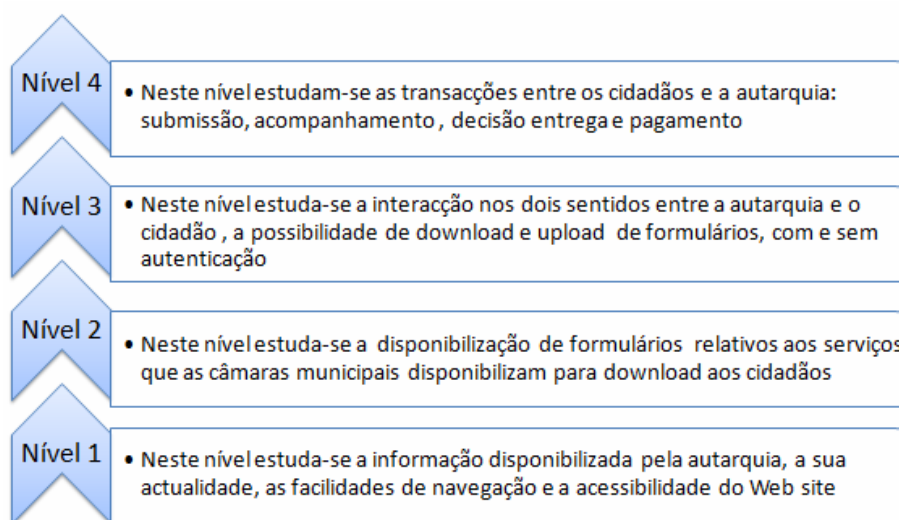 Nível 4
• Neste nível estudam-se as transacções entre os cidadãos e a autarquia:
submissão, acompanhamento , decisão entrega e pagamento
Nível 3
• Neste nível estuda-se a interacção nos dois sentidos entre a autarquia e o
cidadão , a possibilidade de download e upload de formulários, com e sem
autenticação
Nível 2
• Neste nível estuda-se a disponibilização de formulários relativos aos serviços
que as câmaras municipais disponibilizam para download aos cidadãos
Nível 1
• Neste nível estuda-se a informação disponibilizada pela autarquia, a sua
actualidade, as facilidades de navegação e a acessibilidade do Web site